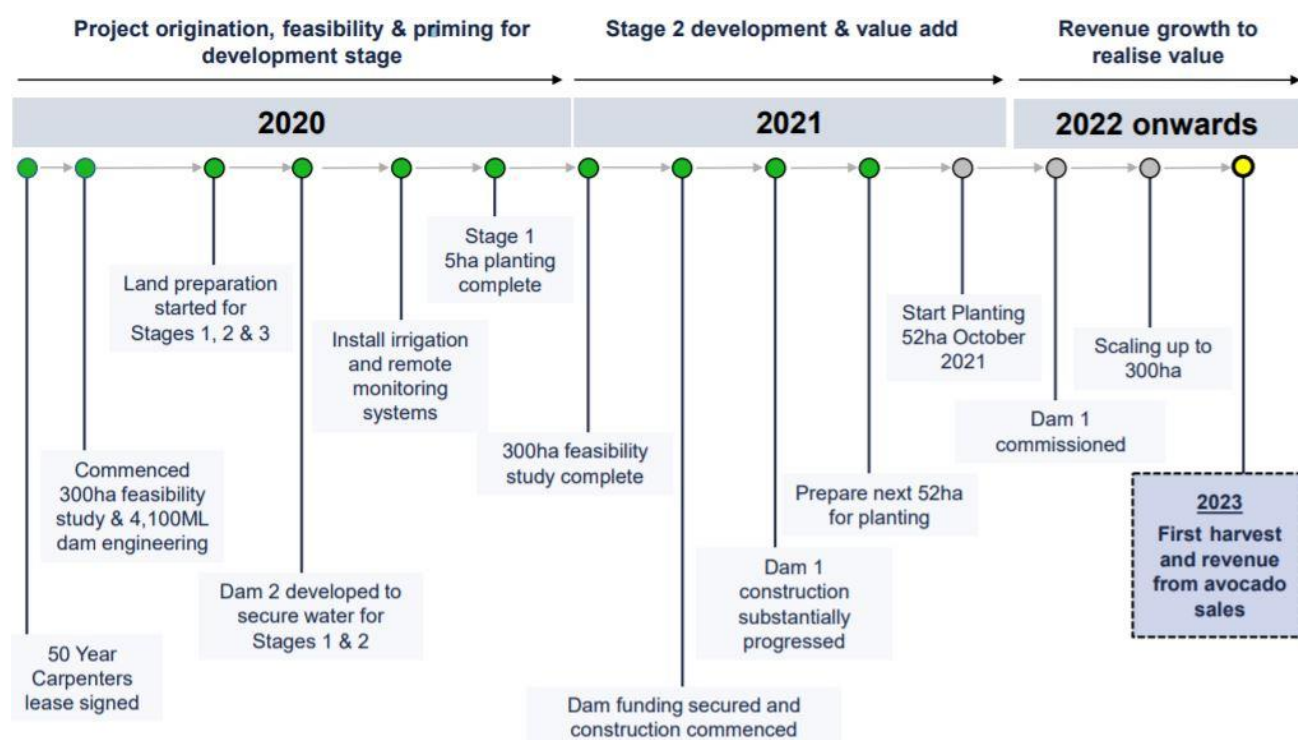 Project origination, feasibility & priming for
development stage
Stage 2 development & value add
Revenue growth to
realise value
2020
2021
2022 onwards
50 Year
Carpenters
lease signed
Commenced
300ha feasibility
study & 4,100ML
dam engineering
Land preparation
started for
Stages 1, 2 & 3
Dam 2 developed to
secure water for
Stages 1 & 2
Install irrigation
and remote
monitoring
systems
Stage 1
5ha planting
complete
300ha feasibility
study complete
Dam funding secured and
construction commenced
Dam 1
construction
substantially
progressed
Prepare next 52ha
for planting
Start Planting
52ha October
2021
Dam 1
commissioned
Scaling up to
300ha
2023
First harvest
and revenue
from avocado
sales